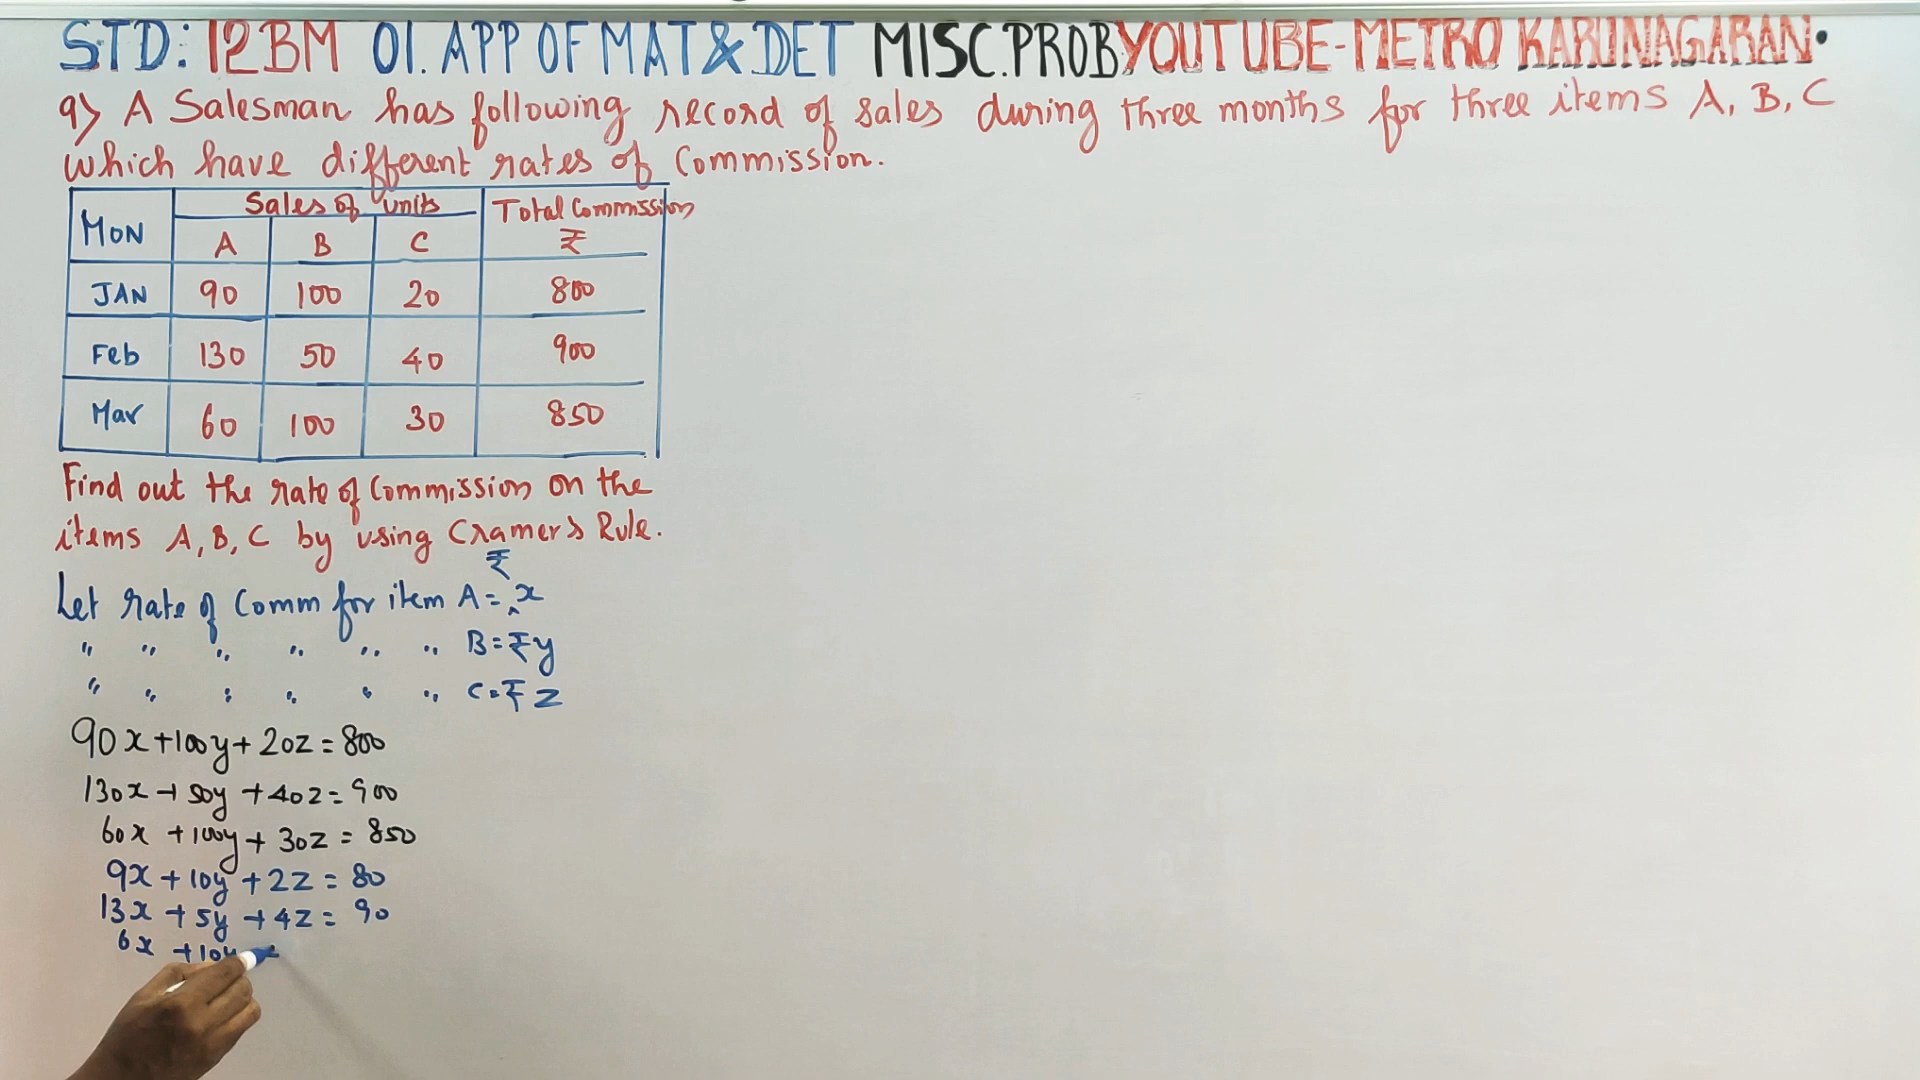 STD: 12BM 01. APP OF MAT & DET MISC.PROB YOUTUBE-METRO KARUNAGARAN.
9) A Salesman has following record of sales during three months for three items A, B, C
which have different rates of Commission.
MON Sales of units Total Commission
A B C ₹
JAN 90 100 20 800
Feb 130 50 40 900
Mar 60 100 30 850
Find out the rate of Commission on the
items A, B, C by using Cramer's Rule.
Let rate of Comm for item A = ₹ x
" " " " " " B = ₹ y
" " " " " " C = ₹ z
90x + 100y + 20z = 800
130x + 50y + 40z = 900
60x + 100y + 30z = 850
9x + 10y + 2z = 80
13x + 5y + 4z = 90
6x + 10y